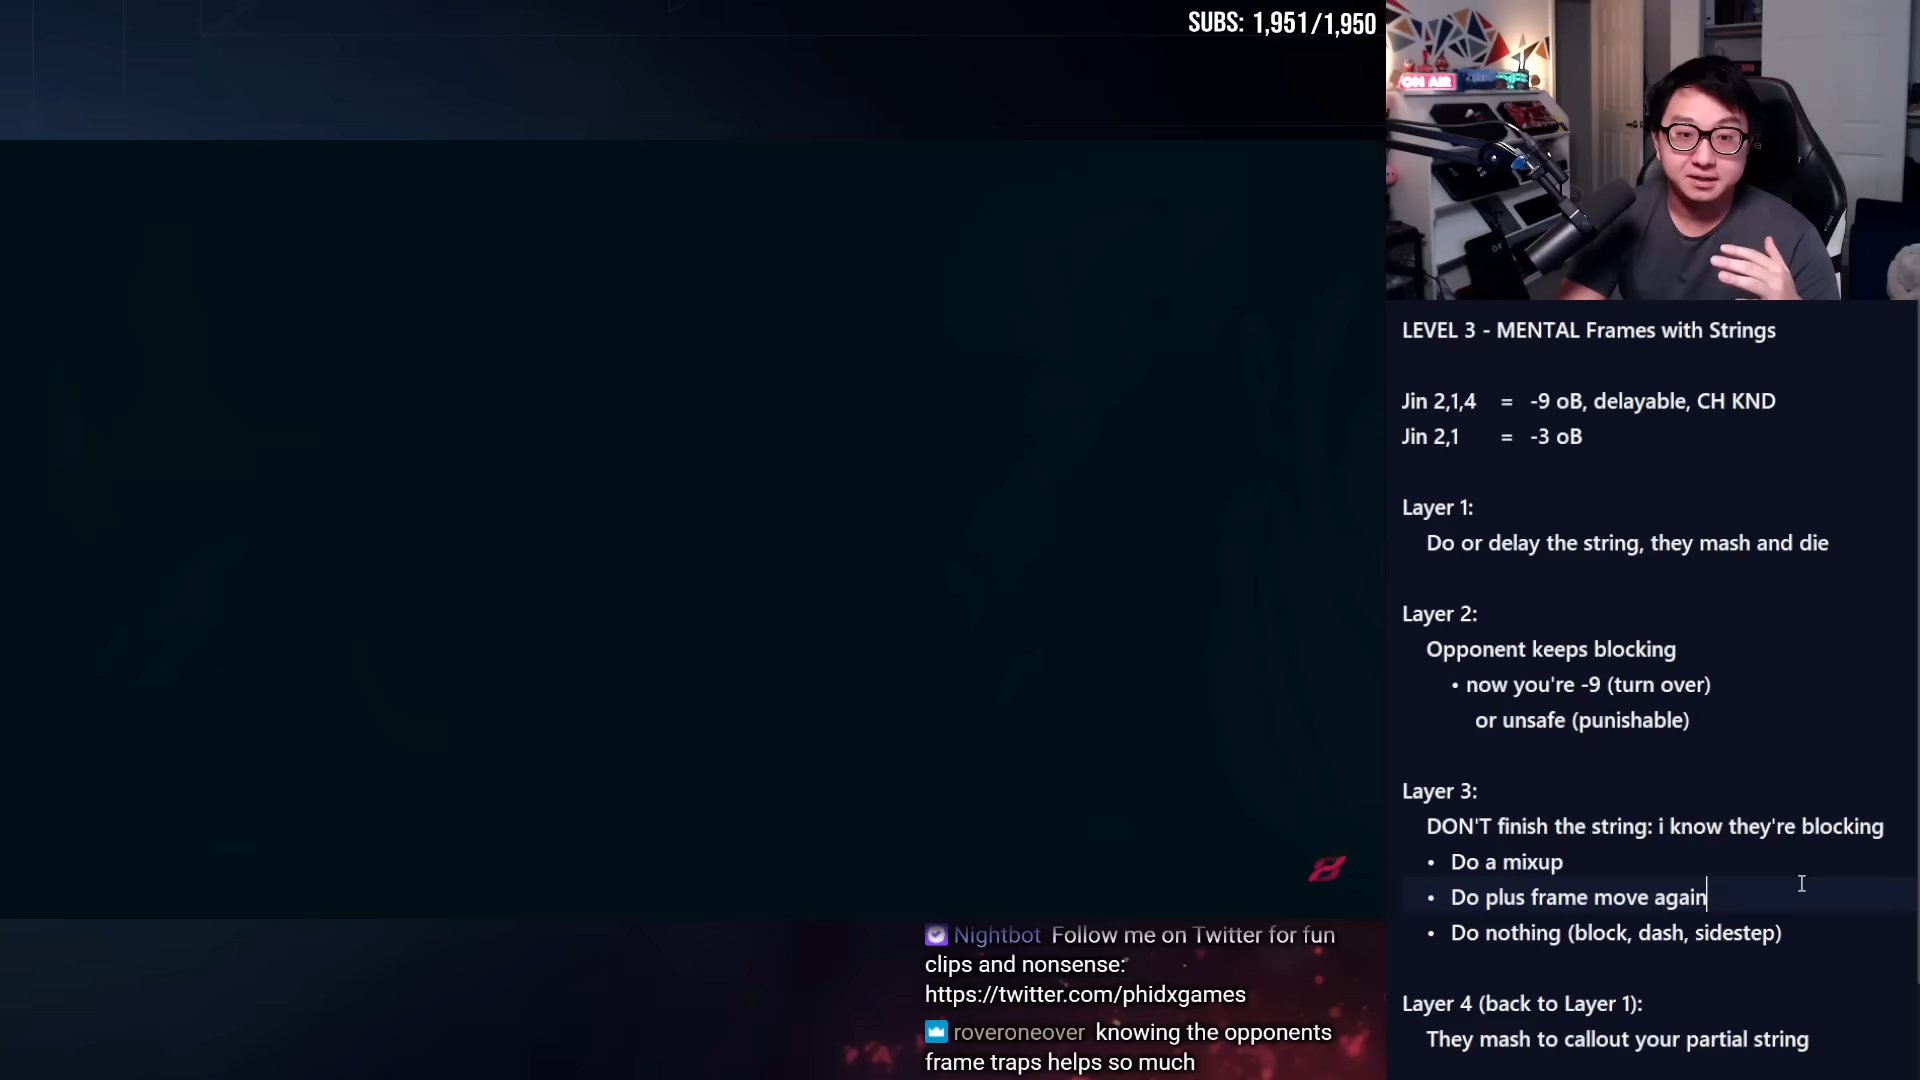 SUBS: 1,951/1,950
ON AIR
LEVEL 3 - MENTAL Frames with Strings
Jin 2,1,4 = -9 oB, delayable, CH KND
Jin 2,1 = -3 oB
Layer 1:
Do or delay the string, they mash and die
Layer 2:
Opponent keeps blocking
• now you're -9 (turn over)
or unsafe (punishable)
Layer 3:
DON'T finish the string: i know they're blocking
• Do a mixup
• Do plus frame move again
• Do nothing (block, dash, sidestep)
Layer 4 (back to Layer 1):
They mash to callout your partial string
Nightbot Follow me on Twitter for fun
clips and nonsense:
https://twitter.com/phidxgames
roveroneover knowing the opponents
frame traps helps so much